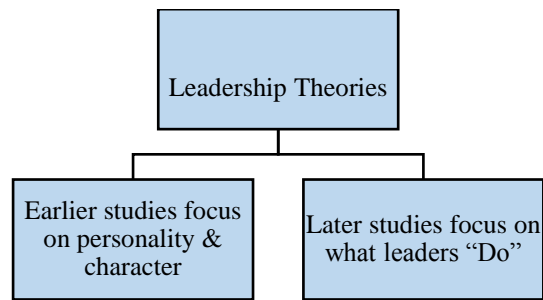 Leadership Theories
Earlier studies focus
on personality &
character
Later studies focus on
what leaders “Do”